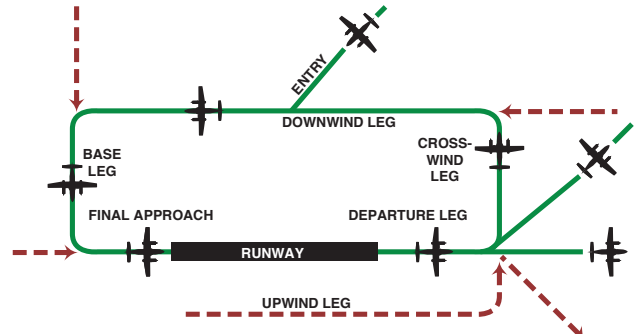 ENTRY
DOWNWIND LEG
CROSS-
WIND
LEG
BASE
LEG
FINAL APPROACH
DEPARTURE LEG
RUNWAY
UPWIND LEG